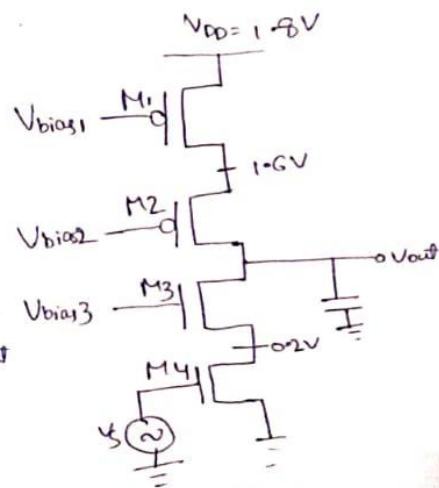 VDD = 1.8V
M1
Vbias1
1.6V
M2
Vbias2
Vout
M3
Vbias3
0.2V
M4